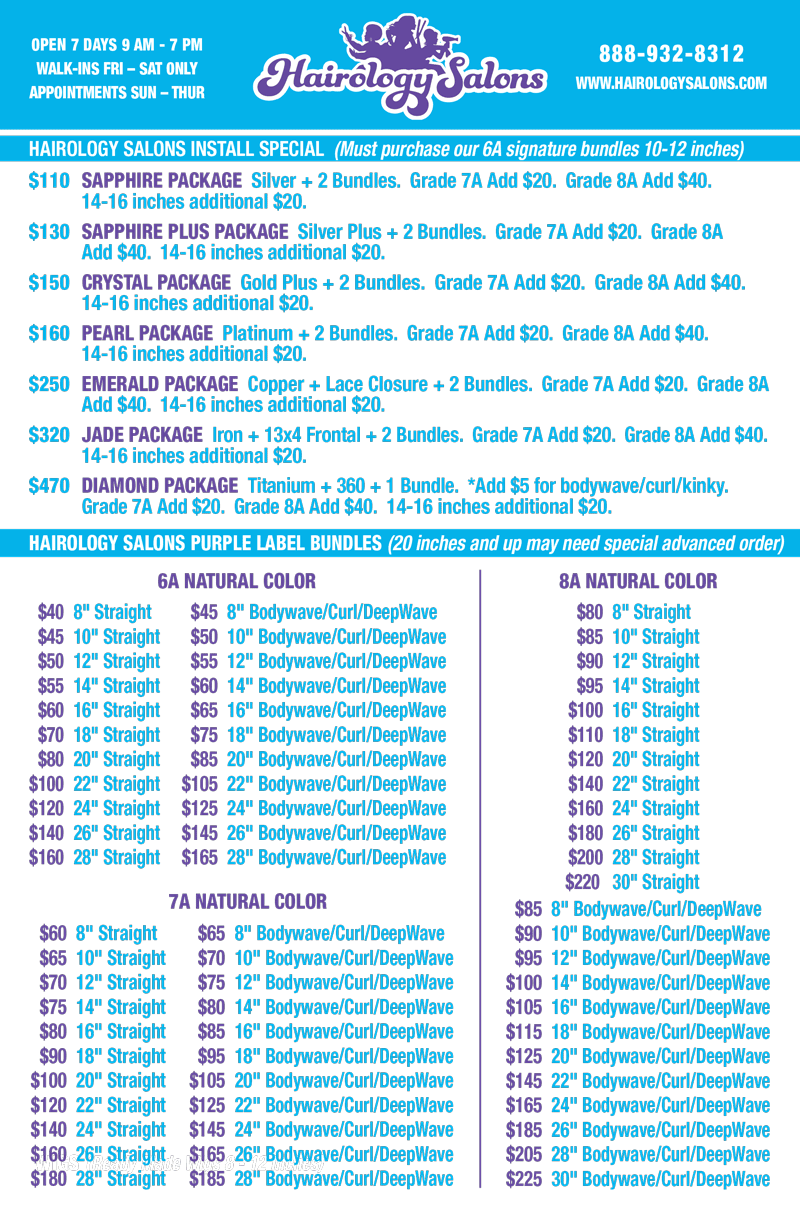 OPEN 7 DAYS 9 AM - 7 PM
WALK-INS FRI – SAT ONLY
APPOINTMENTS SUN – THUR
Hairôlogy Salons
888-932-8312
WWW.HAIROLOGYSALONS.COM
HAIROLOGY SALONS INSTALL SPECIAL (Must purchase our 6A signature bundles 10-12 inches)
$110 SAPPHIRE PACKAGE Silver + 2 Bundles. Grade 7A Add $20. Grade 8A Add $40.
14-16 inches additional $20.
$130 SAPPHIRE PLUS PACKAGE Silver Plus + 2 Bundles. Grade 7A Add $20. Grade 8A
Add $40. 14-16 inches additional $20.
$150 CRYSTAL PACKAGE Gold Plus + 2 Bundles. Grade 7A Add $20. Grade 8A Add $40.
14-16 inches additional $20.
$160 PEARL PACKAGE Platinum + 2 Bundles. Grade 7A Add $20. Grade 8A Add $40.
14-16 inches additional $20.
$250 EMERALD PACKAGE Copper + Lace Closure + 2 Bundles. Grade 7A Add $20. Grade 8A
Add $40. 14-16 inches additional $20.
$320 JADE PACKAGE Iron + 13x4 Frontal + 2 Bundles. Grade 7A Add $20. Grade 8A Add $40.
14-16 inches additional $20.
$470 DIAMOND PACKAGE Titanium + 360 + 1 Bundle. *Add $5 for bodywave/curl/kinky.
Grade 7A Add $20. Grade 8A Add $40. 14-16 inches additional $20.
HAIROLOGY SALONS PURPLE LABEL BUNDLES (20 inches and up may need special advanced order)
6A NATURAL COLOR
$40 8" Straight
$45 10" Straight
$50 12" Straight
$55 14" Straight
$60 16" Straight
$70 18" Straight
$80 20" Straight
$100 22" Straight
$120 24" Straight
$140 26" Straight
$160 28" Straight
$45 8" Bodywave/Curl/DeepWave
$50 10" Bodywave/Curl/DeepWave
$55 12" Bodywave/Curl/DeepWave
$60 14" Bodywave/Curl/DeepWave
$65 16" Bodywave/Curl/DeepWave
$75 18" Bodywave/Curl/DeepWave
$85 20" Bodywave/Curl/DeepWave
$105 22" Bodywave/Curl/DeepWave
$125 24" Bodywave/Curl/DeepWave
$145 26" Bodywave/Curl/DeepWave
$165 28" Bodywave/Curl/DeepWave
7A NATURAL COLOR
$60 8" Straight
$65 10" Straight
$70 12" Straight
$75 14" Straight
$80 16" Straight
$90 18" Straight
$100 20" Straight
$120 22" Straight
$140 24" Straight
$160 26" Straight
$180 28" Straight
$65 8" Bodywave/Curl/DeepWave
$70 10" Bodywave/Curl/DeepWave
$75 12" Bodywave/Curl/DeepWave
$80 14" Bodywave/Curl/DeepWave
$85 16" Bodywave/Curl/DeepWave
$95 18" Bodywave/Curl/DeepWave
$105 20" Bodywave/Curl/DeepWave
$125 22" Bodywave/Curl/DeepWave
$145 24" Bodywave/Curl/DeepWave
$165 26" Bodywave/Curl/DeepWave
$185 28" Bodywave/Curl/DeepWave
8A NATURAL COLOR
$80 8" Straight
$85 10" Straight
$90 12" Straight
$95 14" Straight
$100 16" Straight
$110 18" Straight
$120 20" Straight
$140 22" Straight
$160 24" Straight
$180 26" Straight
$200 28" Straight
$220 30" Straight
$85 8" Bodywave/Curl/DeepWave
$90 10" Bodywave/Curl/DeepWave
$95 12" Bodywave/Curl/DeepWave
$100 14" Bodywave/Curl/DeepWave
$105 16" Bodywave/Curl/DeepWave
$115 18" Bodywave/Curl/DeepWave
$125 20" Bodywave/Curl/DeepWave
$145 22" Bodywave/Curl/DeepWave
$165 24" Bodywave/Curl/DeepWave
$185 26" Bodywave/Curl/DeepWave
$205 28" Bodywave/Curl/DeepWave
$225 30" Bodywave/Curl/DeepWave